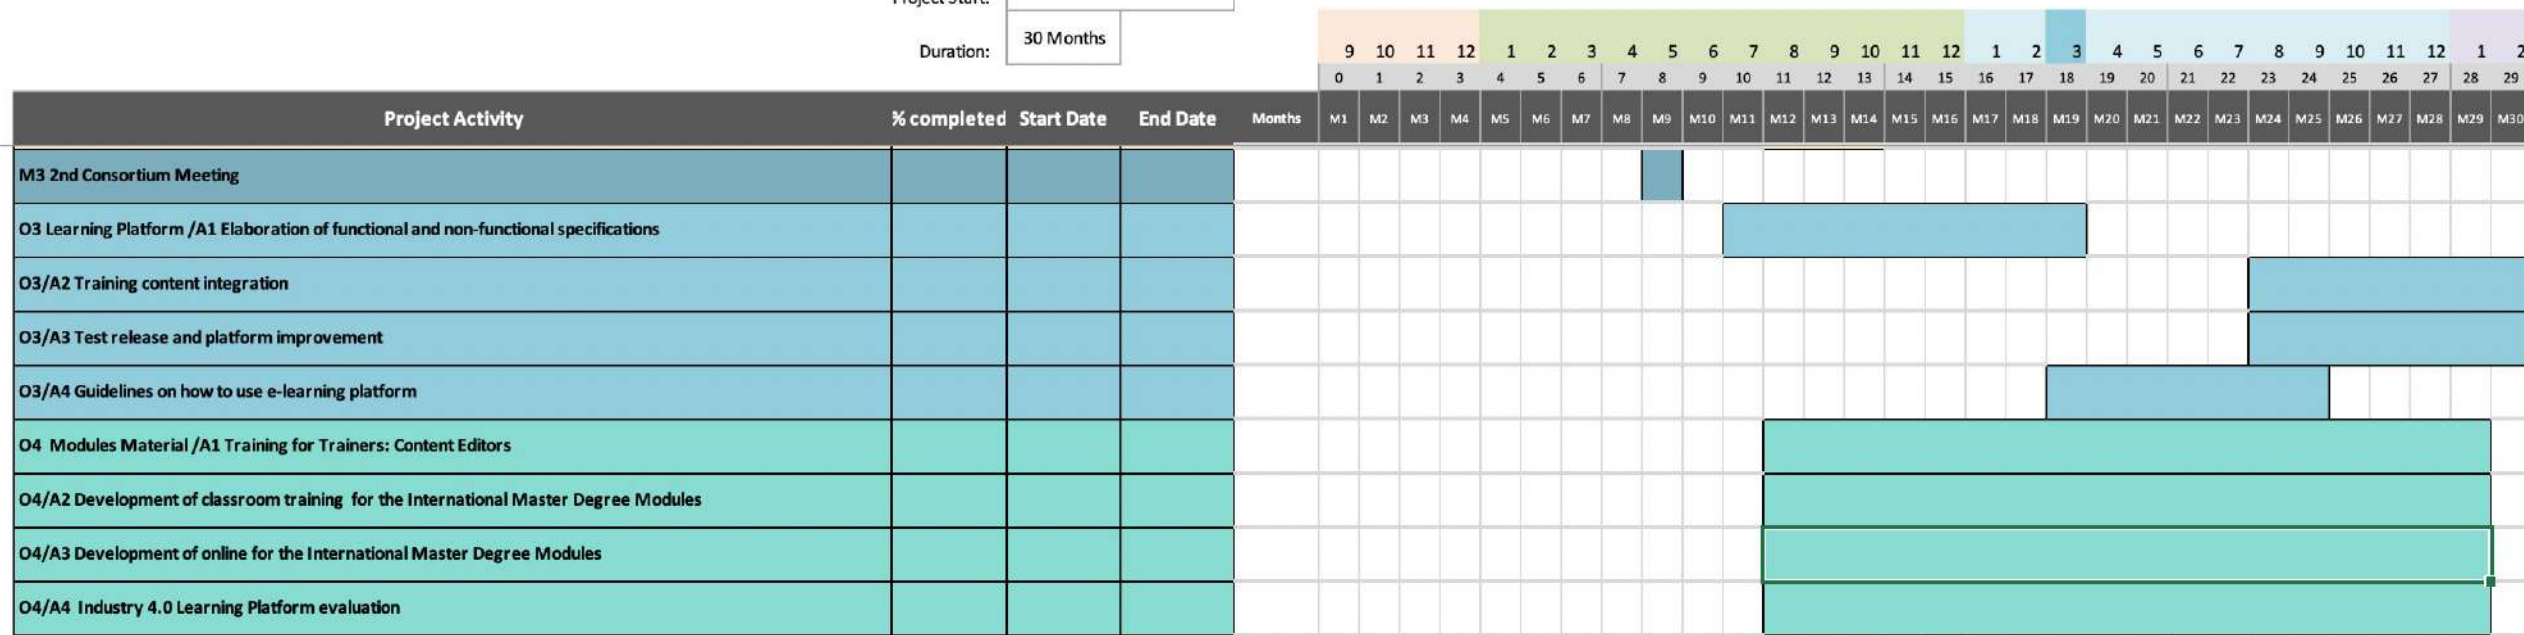 Project Start:
Duration: 30 Months
9 10 11 12 1 2 3 4 5 6 7 8 9 10 11 12 1 2 3 4 5 6 7 8 9 10 11 12 1 2
0 1 2 3 4 5 6 7 8 9 10 11 12 13 14 15 16 17 18 19 20 21 22 23 24 25 26 27 28 29
Project Activity % completed Start Date End Date Months M1 M2 M3 M4 M5 M6 M7 M8 M9 M10 M11 M12 M13 M14 M15 M16 M17 M18 M19 M20 M21 M22 M23 M24 M25 M26 M27 M28 M29 M30
M3 2nd Consortium Meeting
O3 Learning Platform /A1 Elaboration of functional and non-functional specifications
O3/A2 Training content integration
O3/A3 Test release and platform improvement
O3/A4 Guidelines on how to use e-learning platform
O4 Modules Material /A1 Training for Trainers: Content Editors
O4/A2 Development of classroom training for the International Master Degree Modules
O4/A3 Development of online for the International Master Degree Modules
O4/A4 Industry 4.0 Learning Platform evaluation